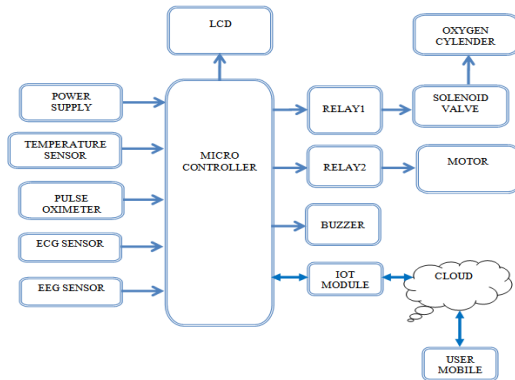 LCD
OXYGEN
CYLENDER
POWER
SUPPLY
RELAY1
SOLENOID
VALVE
TEMPERATURE
SENSOR
MICRO
CONTROLLER
RELAY2
MOTOR
PULSE
OXIMETER
BUZZER
ECG SENSOR
EEG SENSOR
IOT
MODULE
CLOUD
USER
MOBILE